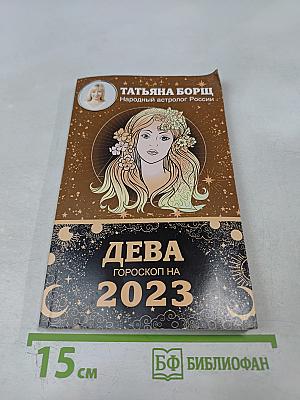 ТАТЬЯНА БОРЩ
Народный астролог России
ДЕВА
ГОРОСКОП НА
2023
15 см
БФ БИБЛИОФАН